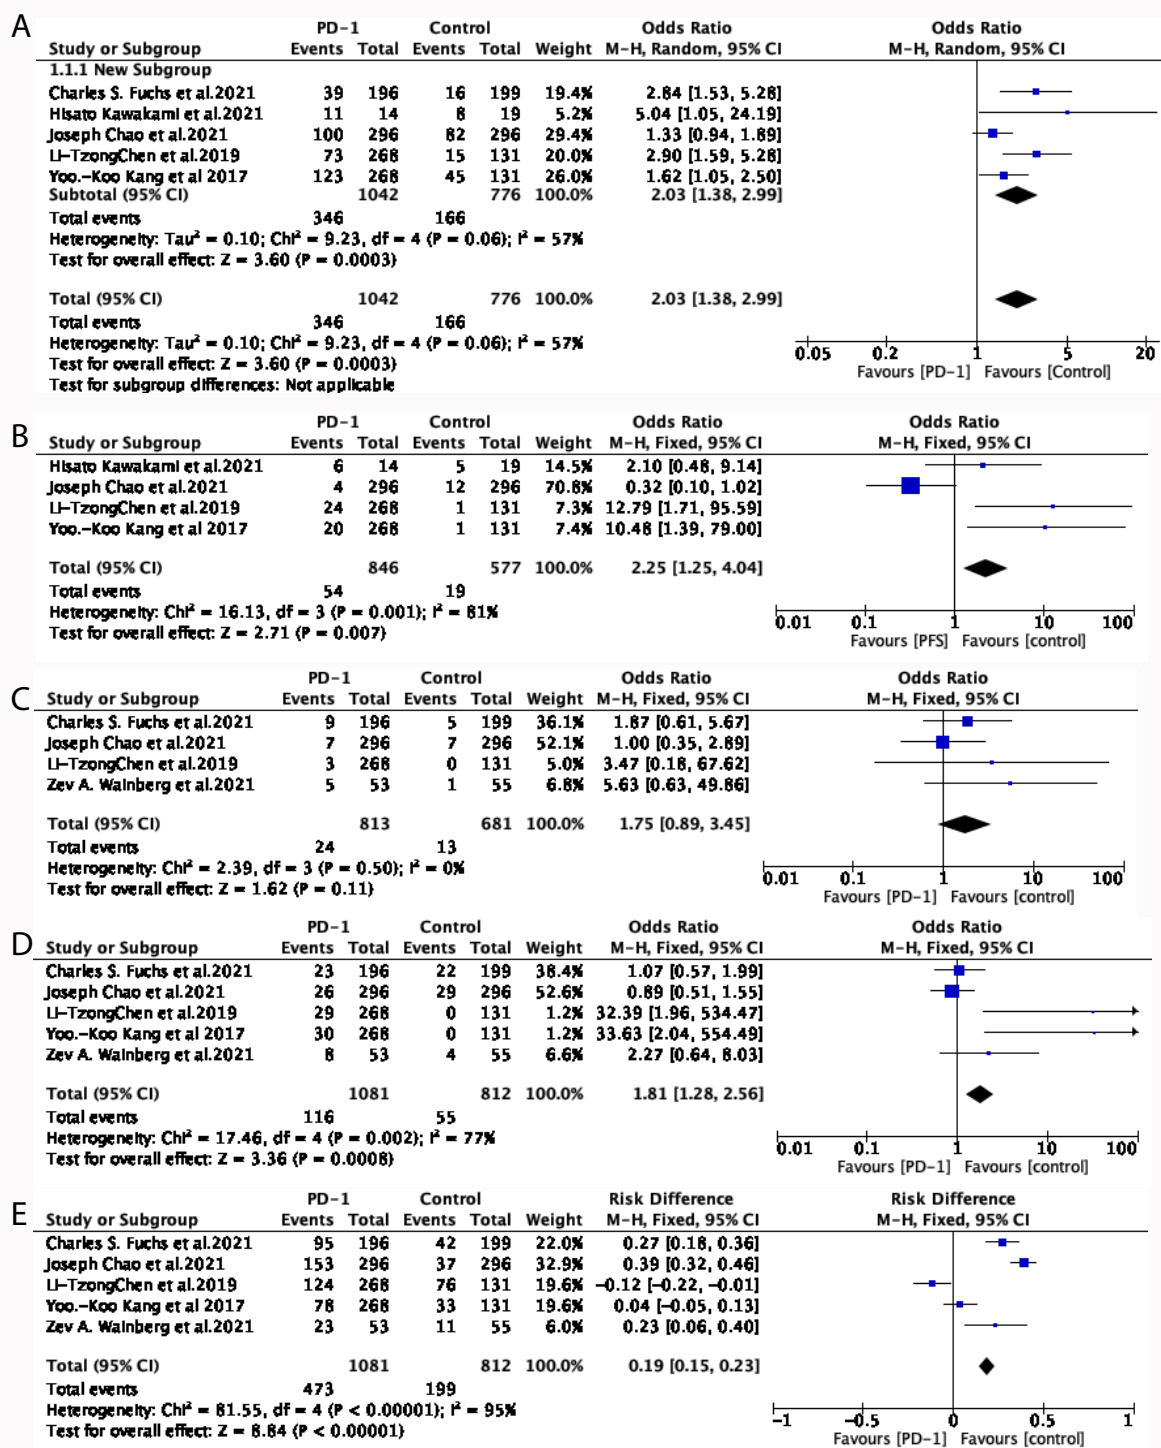 A
PD-1 Control Odds Ratio Odds Ratio
Study or Subgroup Events Total Events Total Weight M-H, Random, 95% CI M-H, Random, 95% CI
1.1.1 New Subgroup
Charles S. Fuchs et al.2021 39 196 16 199 19.4% 2.84 [1.53, 5.28]
Hisato Kawakami et al.2021 11 14 8 19 5.2% 5.04 [1.05, 24.19]
Joseph Chao et al.2021 100 296 82 296 29.4% 1.33 [0.94, 1.89]
LI-TzongChen et al.2019 73 268 15 131 20.0% 2.90 [1.59, 5.28]
Yoo.-Koo Kang et al 2017 123 268 45 131 26.0% 1.62 [1.05, 2.50]
Subtotal (95% CI) 1042 776 100.0% 2.03 [1.38, 2.99]
Total events 346 166
Heterogeneity: Tau² = 0.10; Chi² = 9.23, df = 4 (P = 0.06); I² = 57%
Test for overall effect: Z = 3.60 (P = 0.0003)
Total (95% CI) 1042 776 100.0% 2.03 [1.38, 2.99]
Total events 346 166
Heterogeneity: Tau² = 0.10; Chi² = 9.23, df = 4 (P = 0.06); I² = 57%
Test for overall effect: Z = 3.60 (P = 0.0003)
Test for subgroup differences: Not applicable
0.05 0.2 1 5 20
Favours [PD-1] Favours [Control]
B
PD-1 Control Odds Ratio Odds Ratio
Study or Subgroup Events Total Events Total Weight M-H, Fixed, 95% CI M-H, Fixed, 95% CI
Hisato Kawakami et al.2021 6 14 5 19 14.5% 2.10 [0.48, 9.14]
Joseph Chao et al.2021 4 296 12 296 70.8% 0.32 [0.10, 1.02]
LI-TzongChen et al.2019 24 268 1 131 7.3% 12.79 [1.71, 95.59]
Yoo.-Koo Kang et al 2017 20 268 1 131 7.4% 10.48 [1.39, 79.00]
Total (95% CI) 846 577 100.0% 2.25 [1.25, 4.04]
Total events 54 19
Heterogeneity: Chi² = 16.13, df = 3 (P = 0.001); I² = 81%
Test for overall effect: Z = 2.71 (P = 0.007)
0.01 0.1 1 10 100
Favours [PFS] Favours [control]
C
PD-1 Control Odds Ratio Odds Ratio
Study or Subgroup Events Total Events Total Weight M-H, Fixed, 95% CI M-H, Fixed, 95% CI
Charles S. Fuchs et al.2021 9 196 5 199 36.1% 1.87 [0.61, 5.67]
Joseph Chao et al.2021 7 296 7 296 52.1% 1.00 [0.35, 2.89]
LI-TzongChen et al.2019 3 268 0 131 5.0% 3.47 [0.18, 67.62]
Zev A. Wainberg et al.2021 5 53 1 55 6.8% 5.63 [0.63, 49.86]
Total (95% CI) 813 681 100.0% 1.75 [0.89, 3.45]
Total events 24 13
Heterogeneity: Chi² = 2.39, df = 3 (P = 0.50); I² = 0%
Test for overall effect: Z = 1.62 (P = 0.11)
0.01 0.1 1 10 100
Favours [PD-1] Favours [control]
D
PD-1 Control Odds Ratio Odds Ratio
Study or Subgroup Events Total Events Total Weight M-H, Fixed, 95% CI M-H, Fixed, 95% CI
Charles S. Fuchs et al.2021 23 196 22 199 38.4% 1.07 [0.57, 1.99]
Joseph Chao et al.2021 26 296 29 296 52.6% 0.89 [0.51, 1.55]
LI-TzongChen et al.2019 29 268 0 131 1.2% 32.39 [1.96, 534.47]
Yoo.-Koo Kang et al 2017 30 268 0 131 1.2% 33.63 [2.04, 554.49]
Zev A. Wainberg et al.2021 8 53 4 55 6.6% 2.27 [0.64, 8.03]
Total (95% CI) 1081 812 100.0% 1.81 [1.28, 2.56]
Total events 116 55
Heterogeneity: Chi² = 17.46, df = 4 (P = 0.002); I² = 77%
Test for overall effect: Z = 3.36 (P = 0.0008)
0.01 0.1 1 10 100
Favours [PD-1] Favours [control]
E
PD-1 Control Risk Difference Risk Difference
Study or Subgroup Events Total Events Total Weight M-H, Fixed, 95% CI M-H, Fixed, 95% CI
Charles S. Fuchs et al.2021 95 196 42 199 22.0% 0.27 [0.18, 0.36]
Joseph Chao et al.2021 153 296 37 296 32.9% 0.39 [0.32, 0.46]
LI-TzongChen et al.2019 124 268 76 131 19.6% -0.12 [-0.22, -0.01]
Yoo.-Koo Kang et al 2017 78 268 33 131 19.6% 0.04 [-0.05, 0.13]
Zev A. Wainberg et al.2021 23 53 11 55 6.0% 0.23 [0.06, 0.40]
Total (95% CI) 1081 812 100.0% 0.19 [0.15, 0.23]
Total events 473 199
Heterogeneity: Chi² = 81.55, df = 4 (P < 0.00001); I² = 95%
Test for overall effect: Z = 8.84 (P < 0.00001)
-1 -0.5 0 0.5 1
Favours [PD-1] Favours [control]